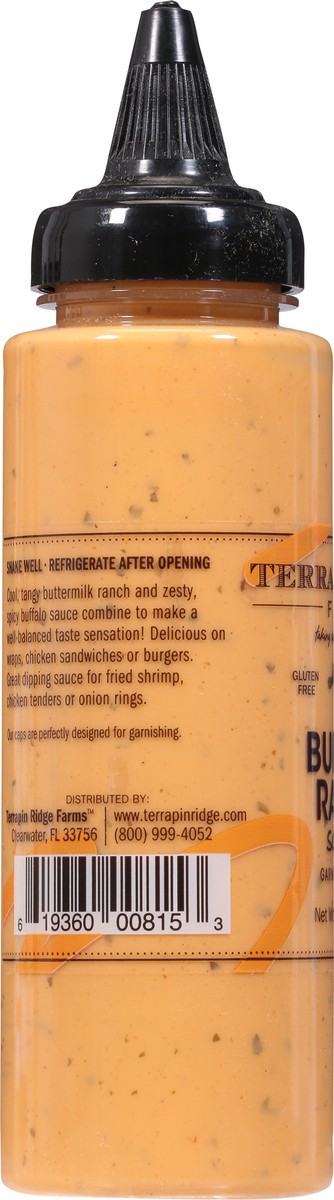 SHAKE WELL · REFRIGERATE AFTER OPENING
Cool, tangy buttermilk ranch and zesty,
spicy buffalo sauce combine to make a
well-balanced taste sensation! Delicious on
wraps, chicken sandwiches or burgers.
Great dipping sauce for fried shrimp,
chicken tenders or onion rings.
Our caps are perfectly designed for garnishing.
DISTRIBUTED BY:
Terrapin Ridge Farms™ www.terrapinridge.com
Clearwater, FL 33756 (800) 999-4052
6 19360 00815 3
TERRA
F
GLUTEN
FREE
BU
RA
S
GARN
Net W